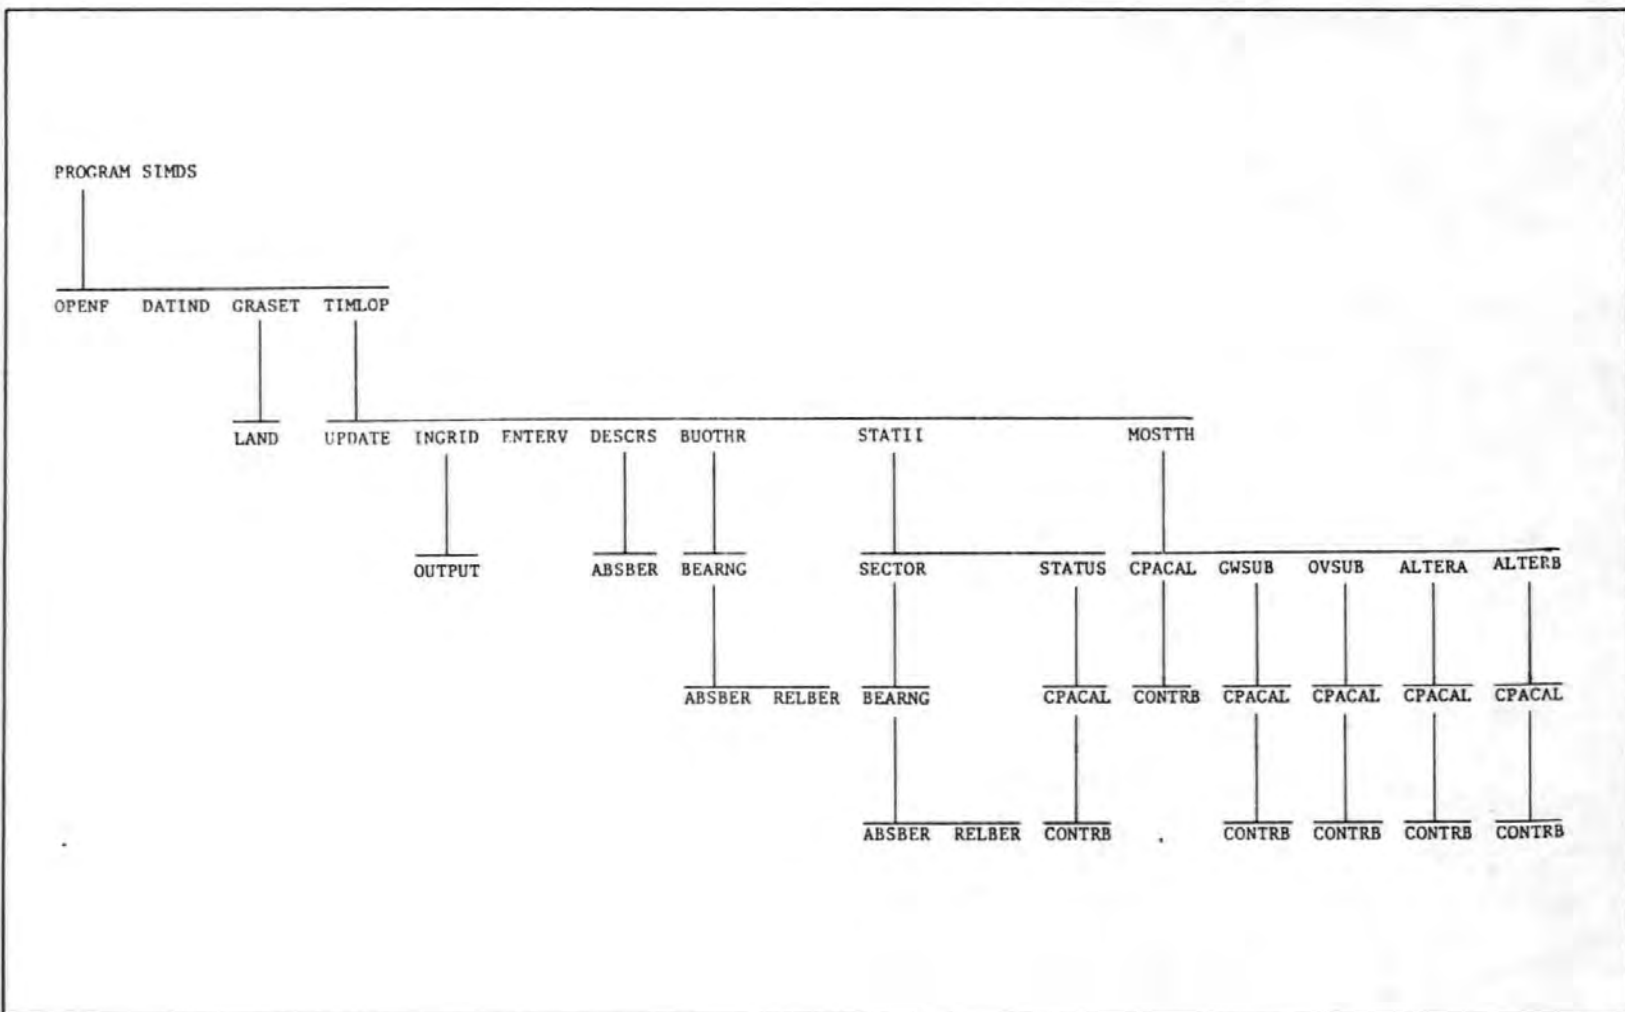 PROGRAM SIMDS
OPENF DATIND GRASET TIMLOP
LAND UPDATE INGRID ENTERV DESCRS BUOTHR STATII MOSTTH
OUTPUT ABSBER BEARNG SECTOR STATUS CPACAL GWSUB OVSUB ALTERA ALTERB
ABSBER RELBER BEARNG CPACAL CONTRB CPACAL CPACAL CPACAL CPACAL
ABSBER RELBER CONTRB CONTRB CONTRB CONTRB CONTRB